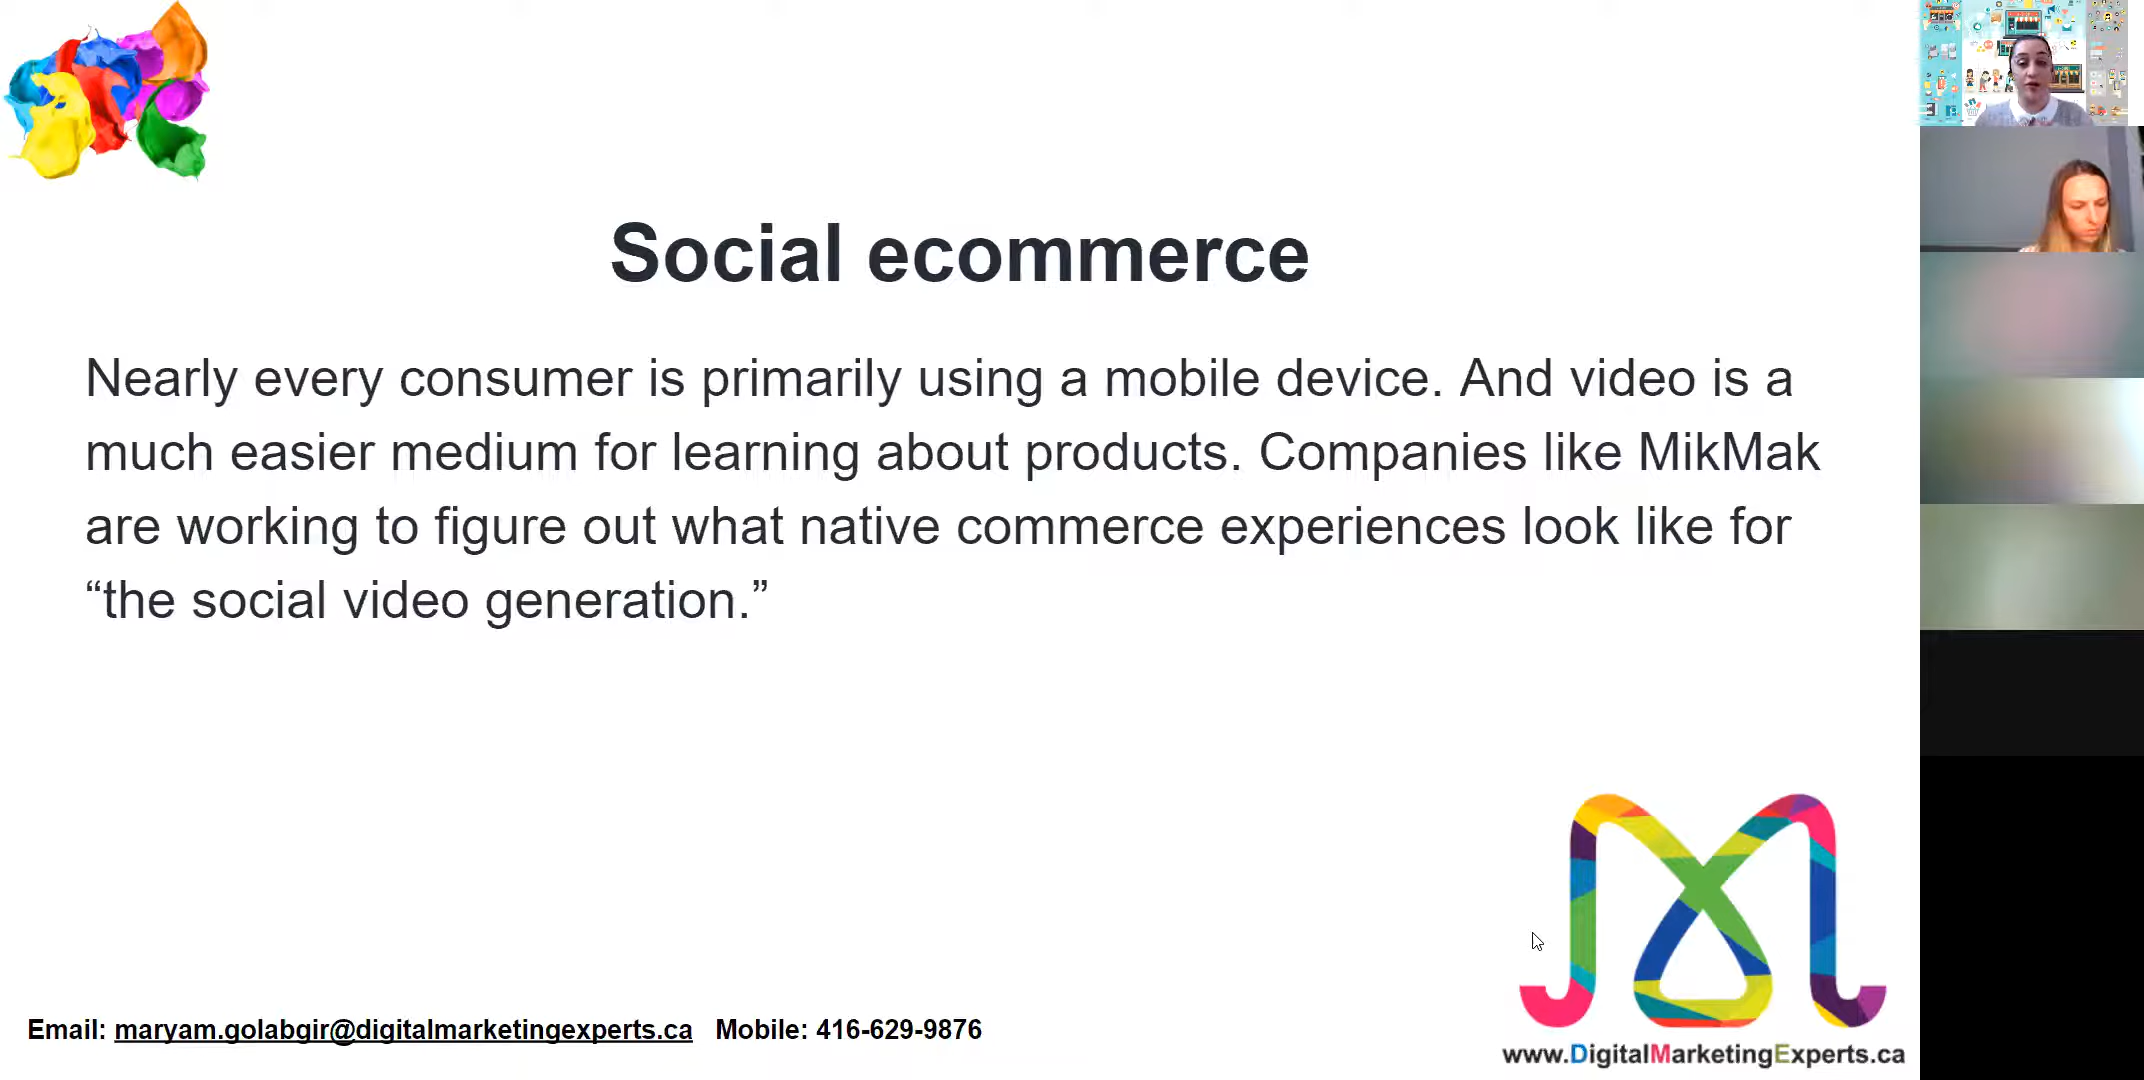 Social ecommerce
Nearly every consumer is primarily using a mobile device. And video is a
much easier medium for learning about products. Companies like MikMak
are working to figure out what native commerce experiences look like for
“the social video generation.”
Email: maryam.golabgir@digitalmarketingexperts.ca Mobile: 416-629-9876
www.DigitalMarketingExperts.ca